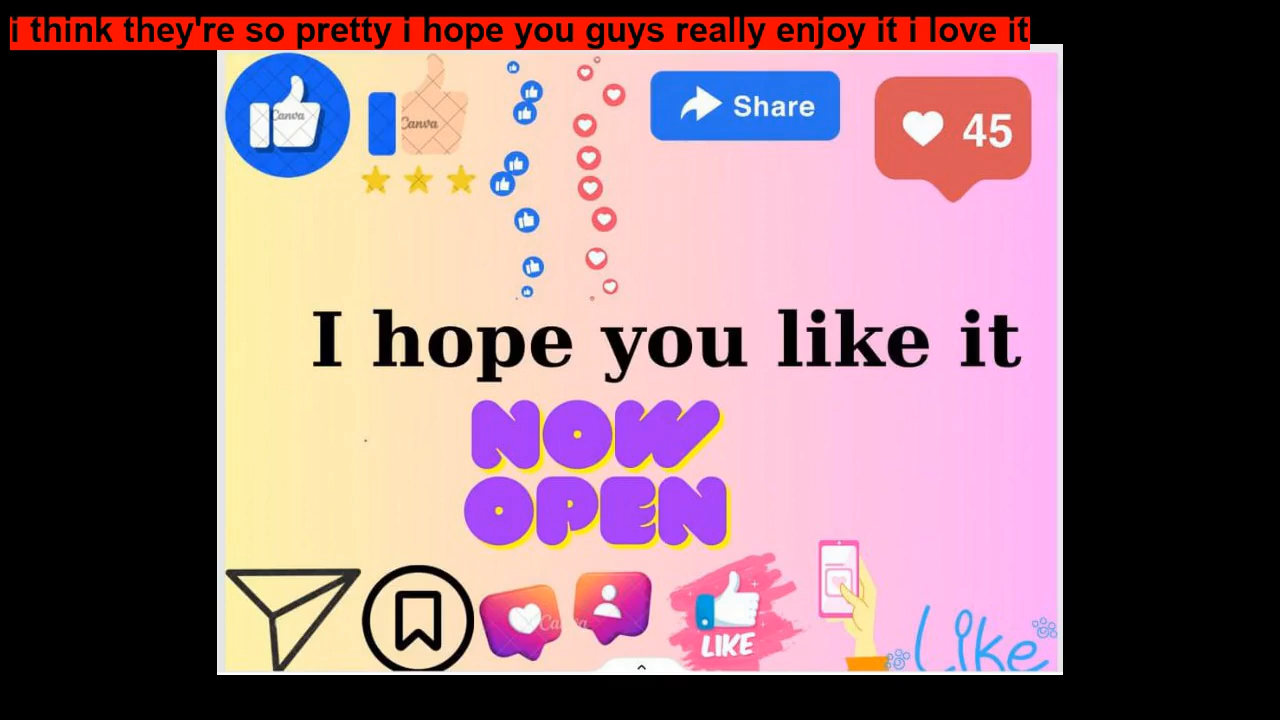 i think they're so pretty i hope you guys really enjoy it i love it
Canva
Canva
Share
45
I hope you like it
NOW
OPEN
Canva
LIKE
Like